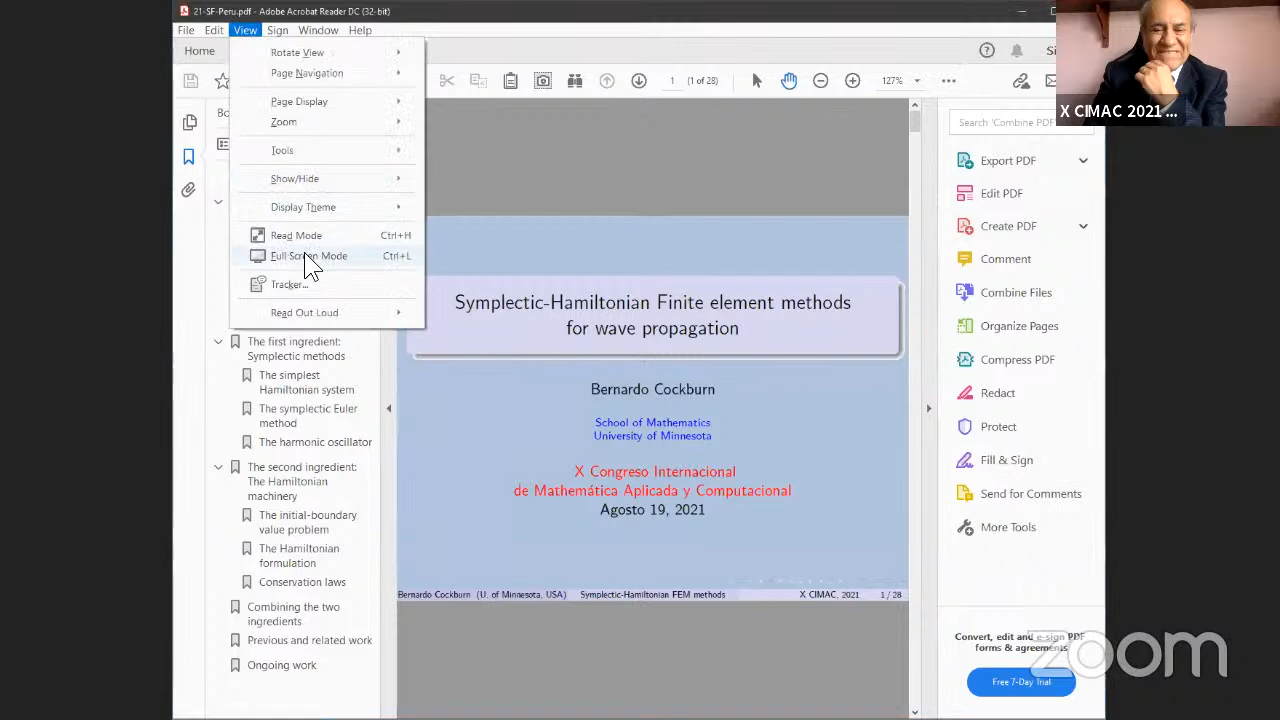 21-SF-Peru.pdf - Adobe Acrobat Reader DC (32-bit)
File Edit View Sign Window Help
Home
1 (1 of 28)
127%
Rotate View
Page Navigation
Page Display
Zoom
Tools
Show/Hide
Display Theme
Read Mode Ctrl+H
Full Screen Mode Ctrl+L
Tracker...
Read Out Loud
The first ingredient:
Symplectic methods
The simplest
Hamiltonian system
The symplectic Euler
method
The harmonic oscillator
The second ingredient:
The Hamiltonian
machinery
The initial-boundary
value problem
The Hamiltonian
formulation
Conservation laws
Combining the two
ingredients
Previous and related work
Ongoing work
Symplectic-Hamiltonian Finite element methods
for wave propagation
Bernardo Cockburn
School of Mathematics
University of Minnesota
X Congreso Internacional
de Mathemática Aplicada y Computacional
Agosto 19, 2021
Bernardo Cockburn (U. of Minnesota, USA) Symplectic-Hamiltonian FEM methods X CIMAC, 2021 1 / 28
X CIMAC 2021 ...
Search 'Combine PDF'
Export PDF
Edit PDF
Create PDF
Comment
Combine Files
Organize Pages
Compress PDF
Redact
Protect
Fill & Sign
Send for Comments
More Tools
Convert, edit and e-sign PDF
forms & agreements
Free 7-Day Trial
zoom